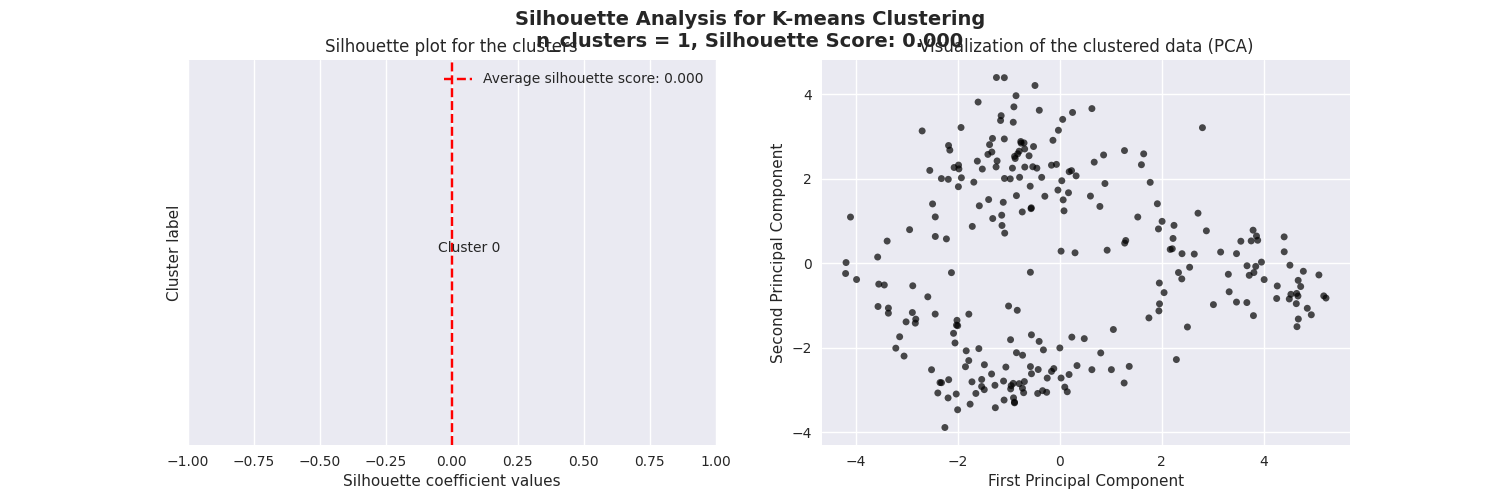 Silhouette Analysis for K-means Clustering
n_clusters = 1, Silhouette Score: 0.000
Silhouette plot for the clusters
Average silhouette score: 0.000
Cluster 0
Cluster label
−1.00 −0.75 −0.50 −0.25 0.00 0.25 0.50 0.75 1.00
Silhouette coefficient values
Visualization of the clustered data (PCA)
4
2
0
−2
−4
Second Principal Component
−4 −2 0 2 4
First Principal Component